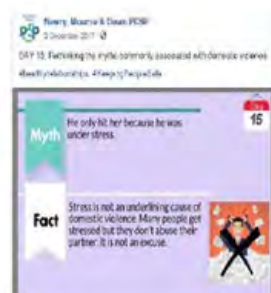 Newry, Mourne & Down PCSP
DAY 15: Rethinking the myths commonly associated with domestic violence
Myth
He only hit her because he was
under stress.
15
Fact
Stress is not an underlining cause of
domestic violence. Many people get
stressed but they don't abuse their
partner. It is not an excuse.